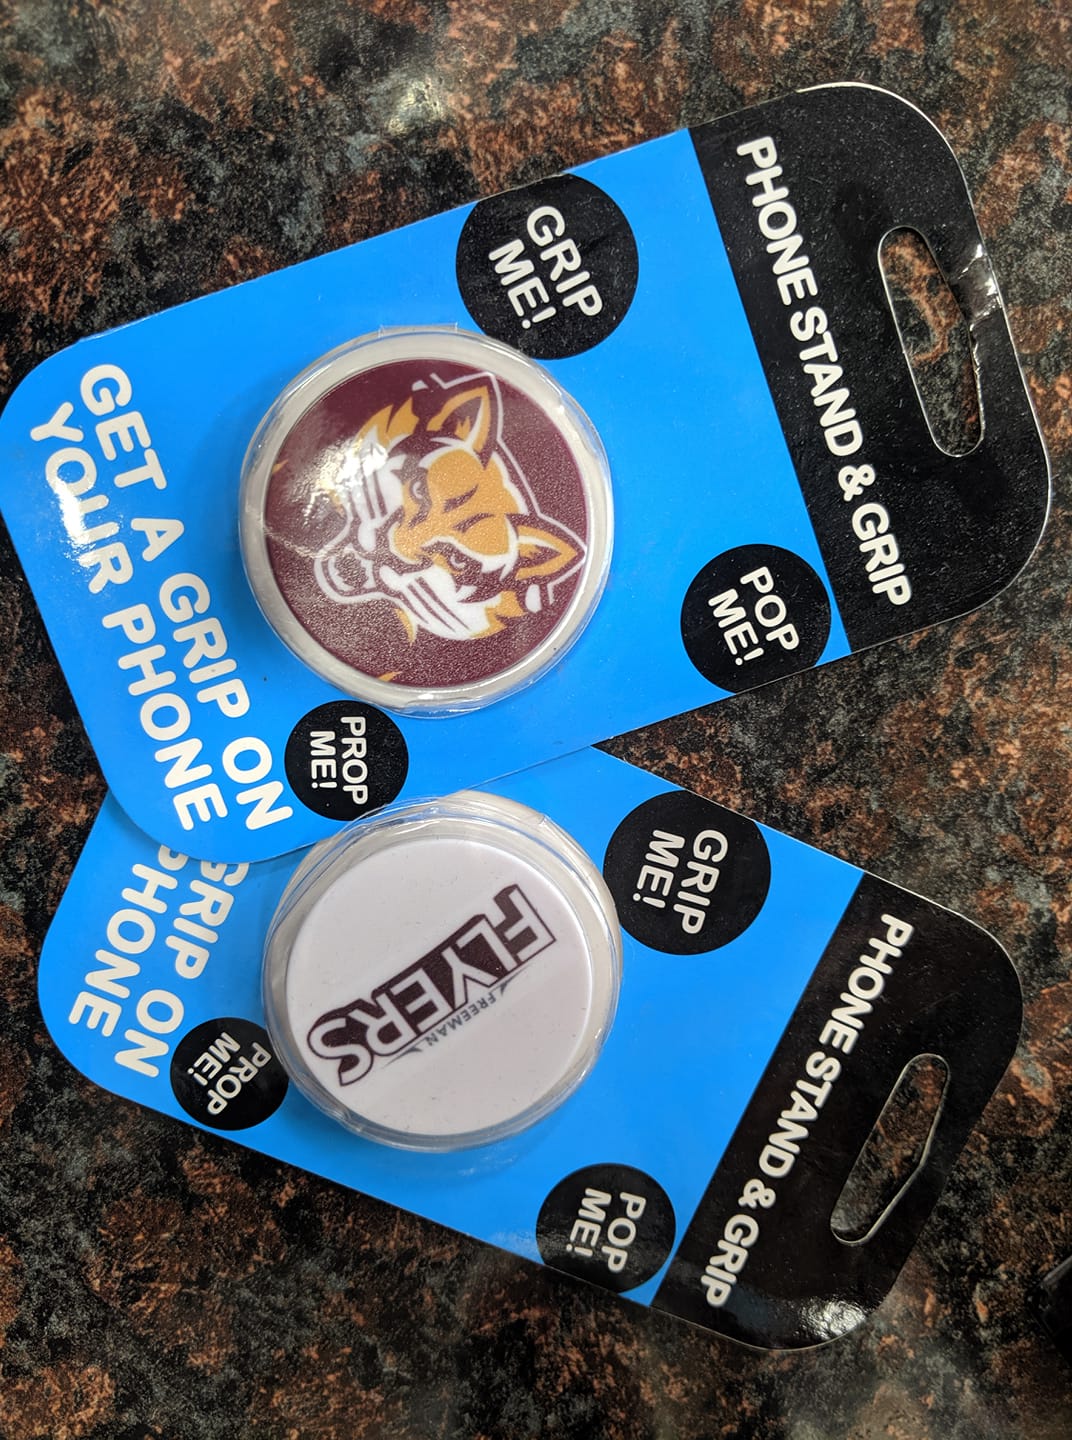 PHONE STAND & GRIP
GRIP
ME!
POP
ME!
PROP
ME!
GET A GRIP ON
YOUR PHONE
PHONE STAND & GRIP
GRIP
ME!
POP
ME!
PROP
ME!
FREEMAN
FLYERS
GRIP ON
PHONE